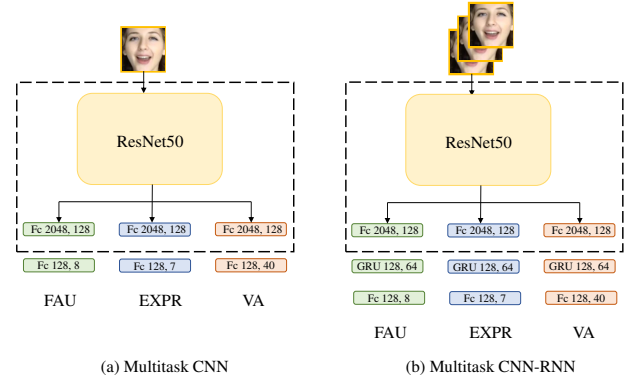 ResNet50
Fc 2048, 128
Fc 2048, 128
Fc 2048, 128
Fc 128, 8
Fc 128, 7
Fc 128, 40
FAU
EXPR
VA
(a) Multitask CNN
ResNet50
Fc 2048, 128
Fc 2048, 128
Fc 2048, 128
GRU 128, 64
GRU 128, 64
GRU 128, 64
Fc 128, 8
Fc 128, 7
Fc 128, 40
FAU
EXPR
VA
(b) Multitask CNN-RNN